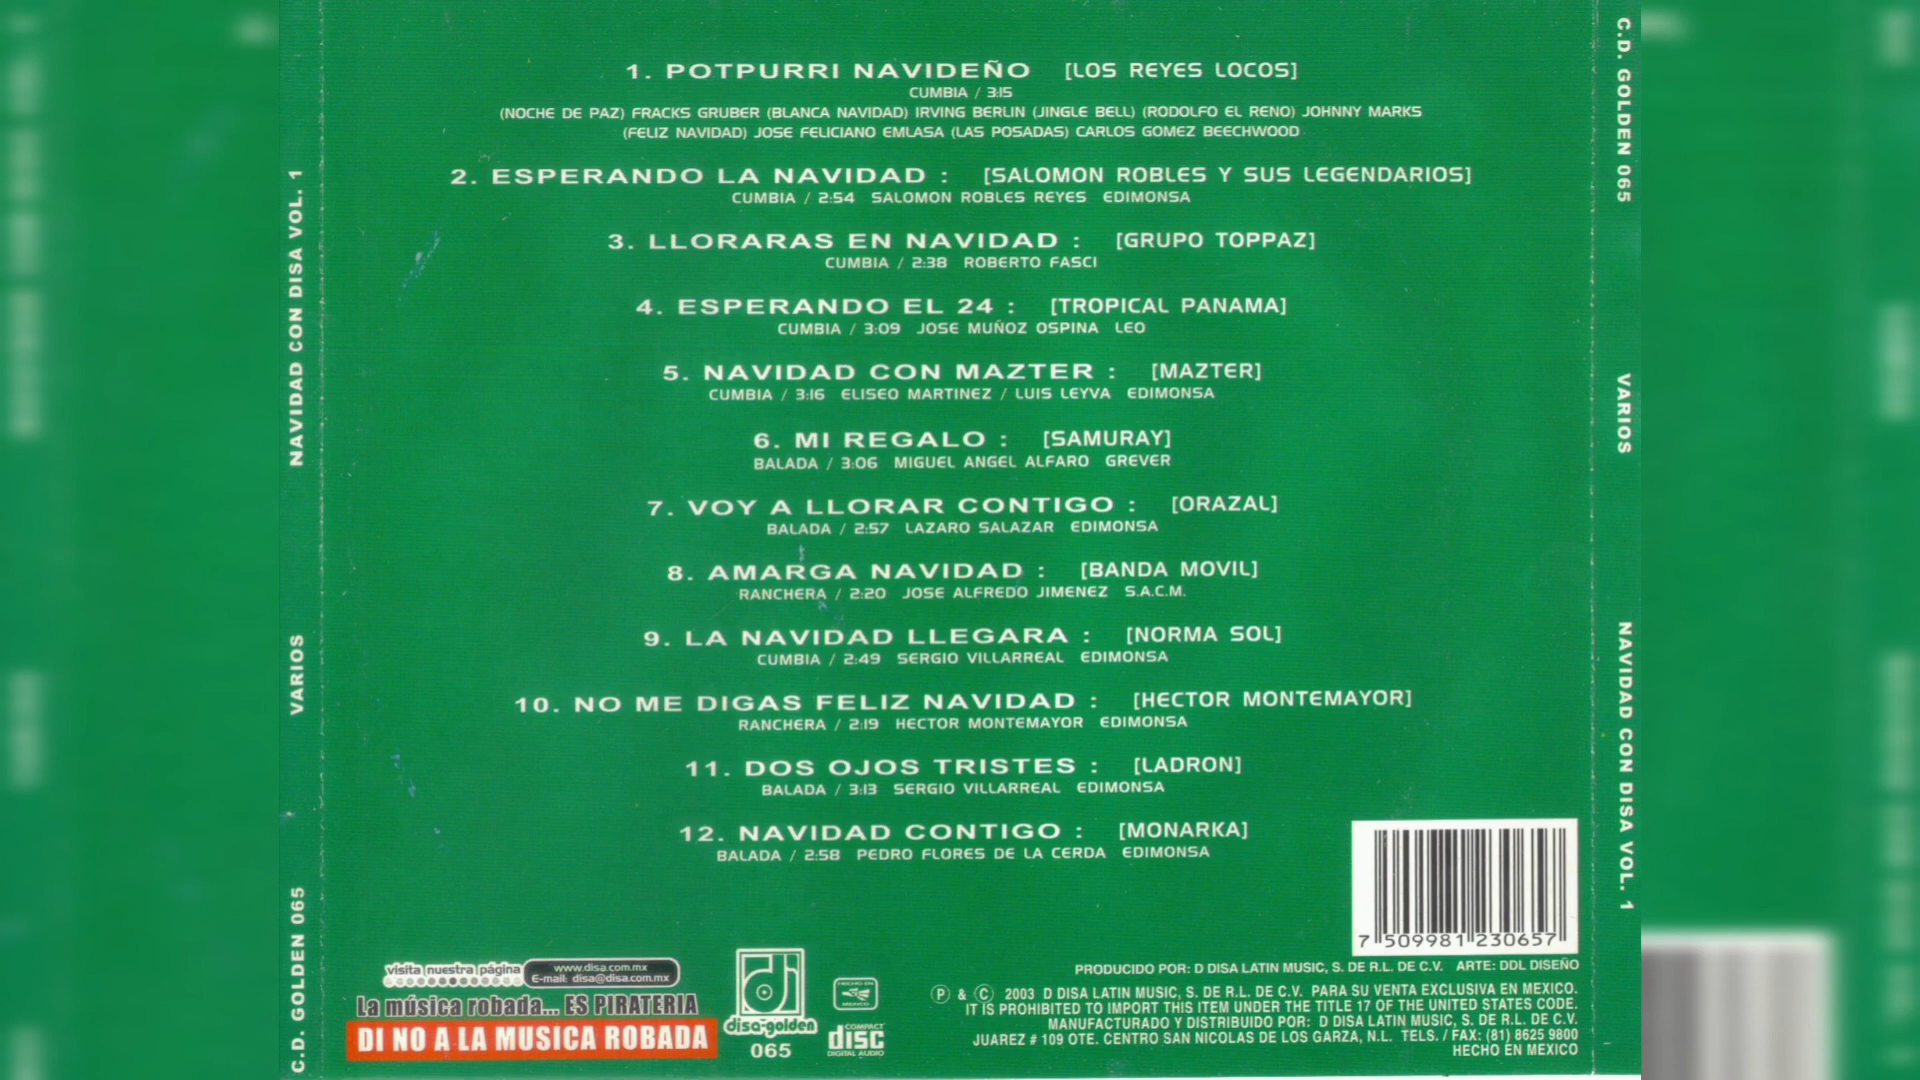 1. POTPURRI NAVIDEÑO [LOS REYES LOCOS]
CUMBIA / 3:15
(NOCHE DE PAZ) FRACKS GRUBER (BLANCA NAVIDAD) IRVING BERLIN (JINGLE BELL) (RODOLFO EL RENO) JOHNNY MARKS
(FELIZ NAVIDAD) JOSE FELICIANO EMLASA (LAS POSADAS) CARLOS GOMEZ BEECHWOOD
2. ESPERANDO LA NAVIDAD : [SALOMON ROBLES Y SUS LEGENDARIOS]
CUMBIA / 2:54 SALOMON ROBLES REYES EDIMONSA
3. LLORARAS EN NAVIDAD : [GRUPO TOPPAZ]
CUMBIA / 2:38 ROBERTO FASCI
4. ESPERANDO EL 24 : [TROPICAL PANAMA]
CUMBIA / 3:09 JOSE MUÑOZ OSPINA LEO
5. NAVIDAD CON MAZTER : [MAZTER]
CUMBIA / 3:16 ELISEO MARTINEZ / LUIS LEYVA EDIMONSA
6. MI REGALO : [SAMURAY]
BALADA / 3:06 MIGUEL ANGEL ALFARO GREVER
7. VOY A LLORAR CONTIGO : [ORAZAL]
BALADA / 2:57 LAZARO SALAZAR EDIMONSA
8. AMARGA NAVIDAD : [BANDA MOVIL]
RANCHERA / 2:20 JOSE ALFREDO JIMENEZ S.A.C.M.
9. LA NAVIDAD LLEGARA : [NORMA SOL]
CUMBIA / 2:49 SERGIO VILLARREAL EDIMONSA
10. NO ME DIGAS FELIZ NAVIDAD : [HECTOR MONTEMAYOR]
RANCHERA / 2:19 HECTOR MONTEMAYOR EDIMONSA
11. DOS OJOS TRISTES : [LADRON]
BALADA / 3:13 SERGIO VILLARREAL EDIMONSA
12. NAVIDAD CONTIGO : [MONARKA]
BALADA / 2:58 PEDRO FLORES DE LA CERDA EDIMONSA
NAVIDAD CON DISA VOL. 1
VARIOS
C.D. GOLDEN 065
C.D. GOLDEN 065
VARIOS
NAVIDAD CON DISA VOL. 1
7 509981 230657
visita nuestra página
www.disa.com.mx
E-mail: disa@disa.com.mx
La música robada... ES PIRATERIA
DI NO A LA MUSICA ROBADA
disa-golden
065
HECHO EN
MEXICO
COMPACT
disc
DIGITAL AUDIO
PRODUCIDO POR: D DISA LATIN MUSIC, S. DE R.L. DE C.V. ARTE: DDL DISEÑO
Ⓟ & Ⓒ 2003 D DISA LATIN MUSIC, S. DE R.L. DE C.V. PARA SU VENTA EXCLUSIVA EN MEXICO.
IT IS PROHIBITED TO IMPORT THIS ITEM UNDER THE TITLE 17 OF THE UNITED STATES CODE.
MANUFACTURADO Y DISTRIBUIDO POR: D DISA LATIN MUSIC, S. DE R.L. DE C.V.
JUAREZ # 109 OTE. CENTRO SAN NICOLAS DE LOS GARZA, N.L. TELS. / FAX: (81) 8625 9800
HECHO EN MEXICO